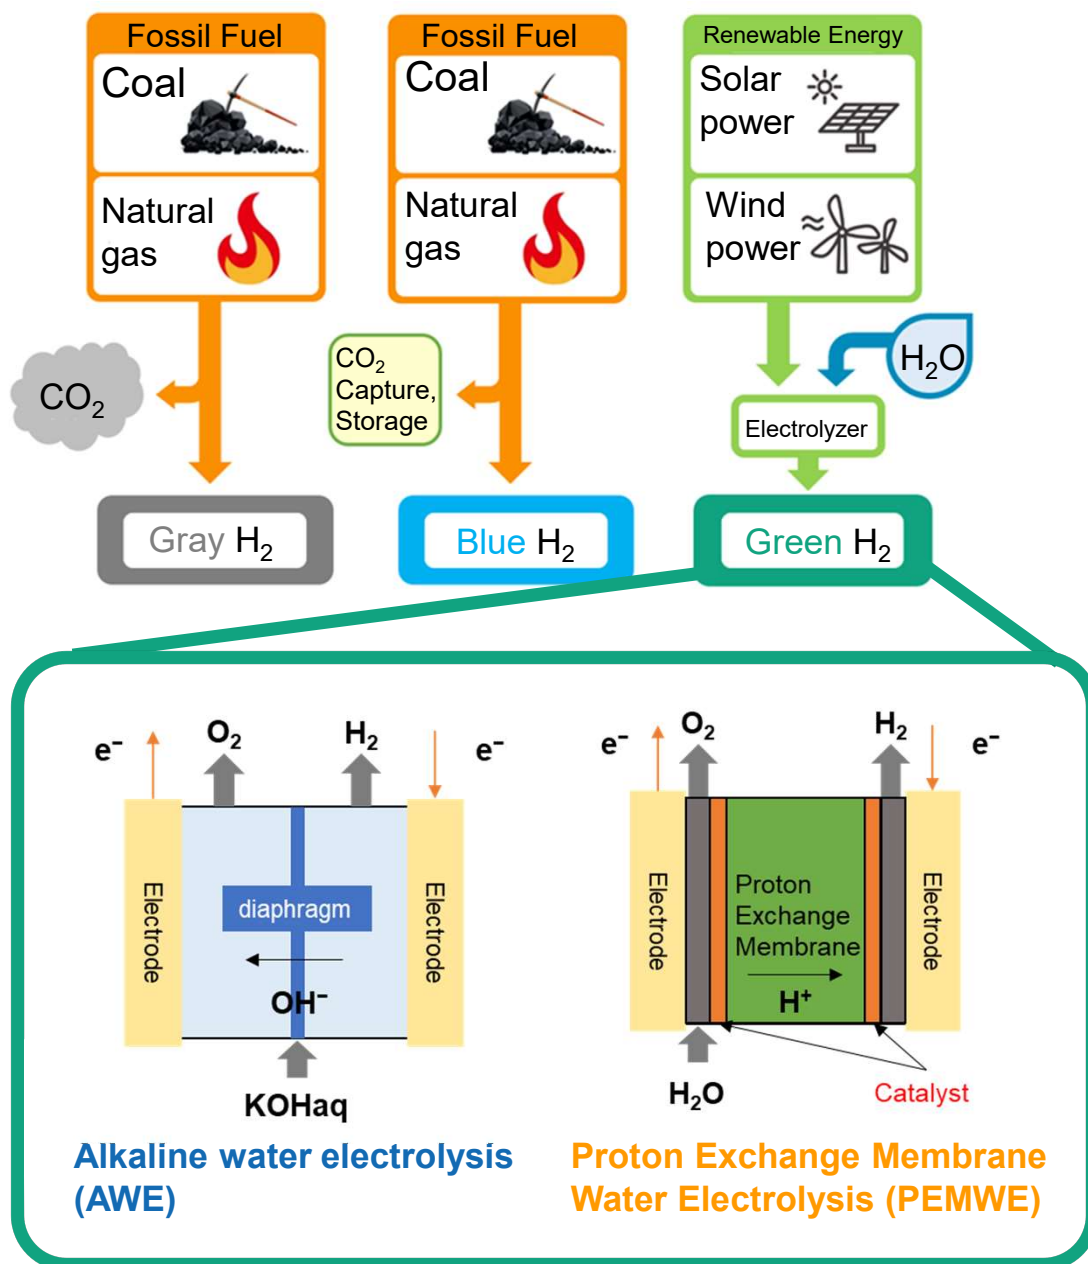 Fossil Fuel
Coal
Natural
gas
CO₂
Gray H₂
Fossil Fuel
Coal
Natural
gas
CO₂
Capture,
Storage
Blue H₂
Renewable Energy
Solar
power
Wind
power
H₂O
Electrolyzer
Green H₂
e⁻
O₂
H₂
e⁻
Electrode
diaphragm
OH⁻
Electrode
KOHaq
Alkaline water electrolysis
(AWE)
e⁻
O₂
H₂
e⁻
Electrode
Proton
Exchange
Membrane
H⁺
Electrode
H₂O
Catalyst
Proton Exchange Membrane
Water Electrolysis (PEMWE)